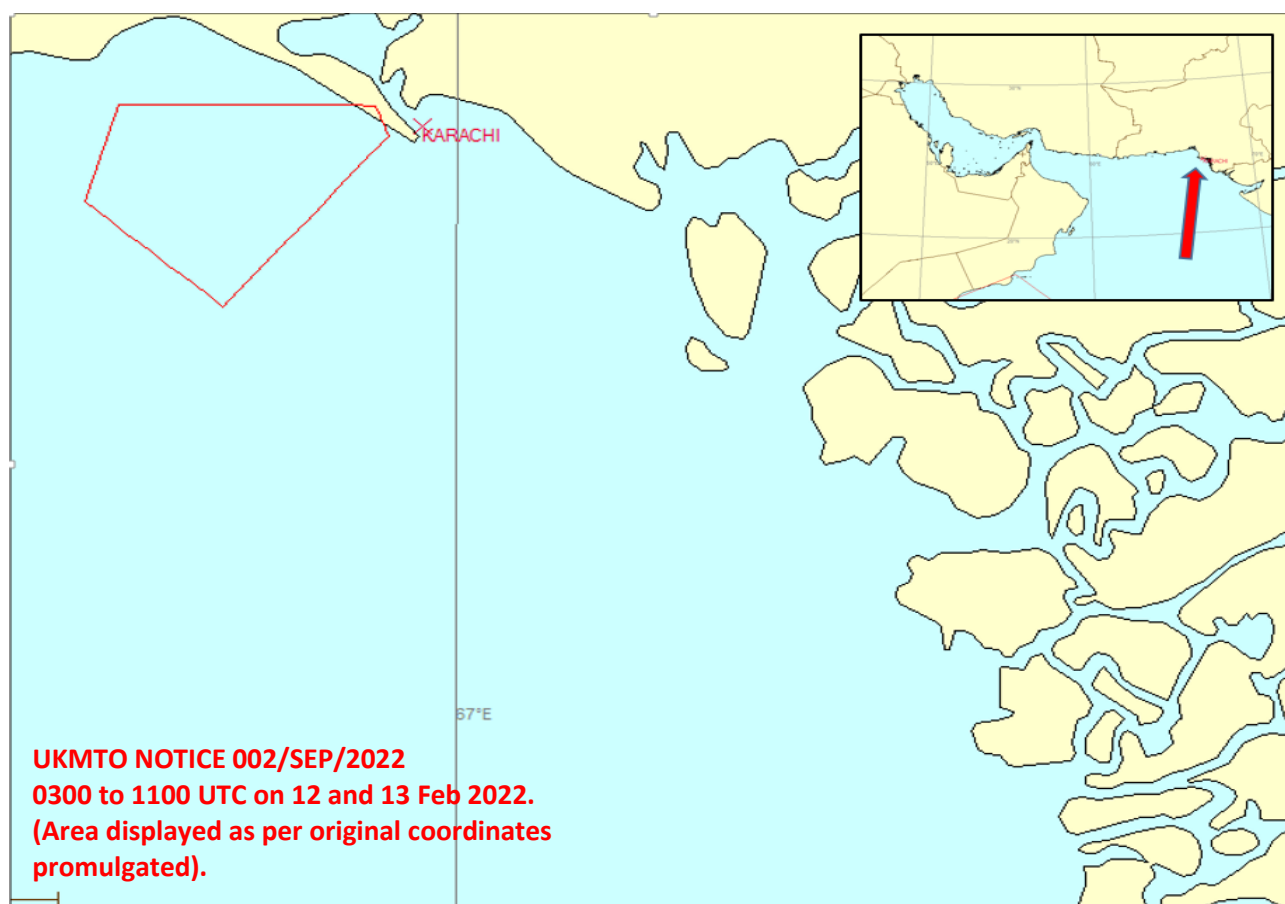 KARACHI
67°E
UKMTO NOTICE 002/SEP/2022
0300 to 1100 UTC on 12 and 13 Feb 2022.
(Area displayed as per original coordinates
promulgated).